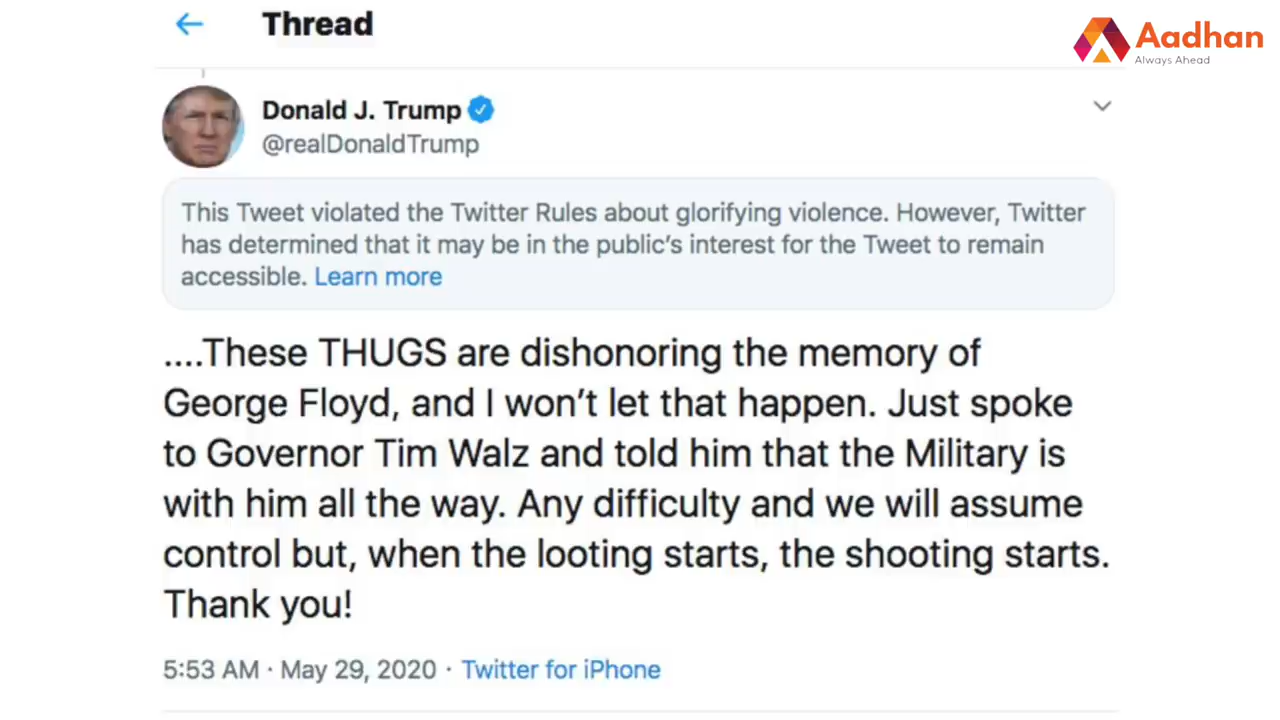 Thread
Aadhan
Always Ahead
Donald J. Trump
@realDonaldTrump
This Tweet violated the Twitter Rules about glorifying violence. However, Twitter
has determined that it may be in the public’s interest for the Tweet to remain
accessible. Learn more
....These THUGS are dishonoring the memory of
George Floyd, and I won’t let that happen. Just spoke
to Governor Tim Walz and told him that the Military is
with him all the way. Any difficulty and we will assume
control but, when the looting starts, the shooting starts.
Thank you!
5:53 AM · May 29, 2020 · Twitter for iPhone